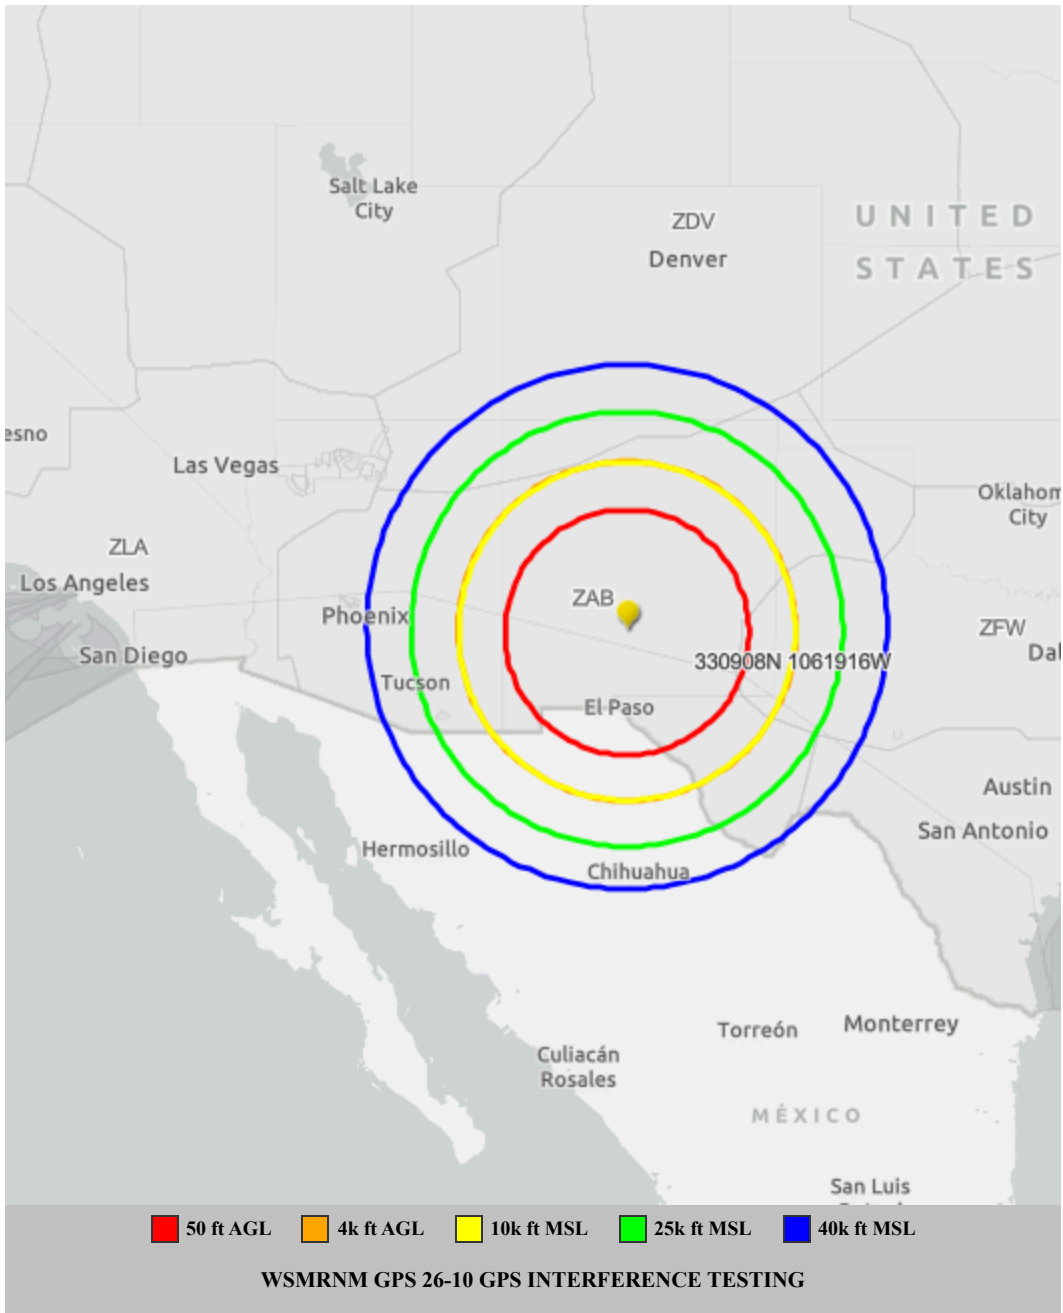 Salt Lake
City
ZDV
Denver
UNITED
STATES
esno
Las Vegas
Oklahom
City
ZLA
Los Angeles
ZAB
Phoenix
ZFW
San Diego
Dal
330908N 1061916W
Tucson
El Paso
Austin
San Antonio
Hermosillo
Chihuahua
Torreón
Monterrey
Culiacán
Rosales
MÉXICO
San Luis
50 ft AGL
4k ft AGL
10k ft MSL
25k ft MSL
40k ft MSL
WSMRNM GPS 26-10 GPS INTERFERENCE TESTING